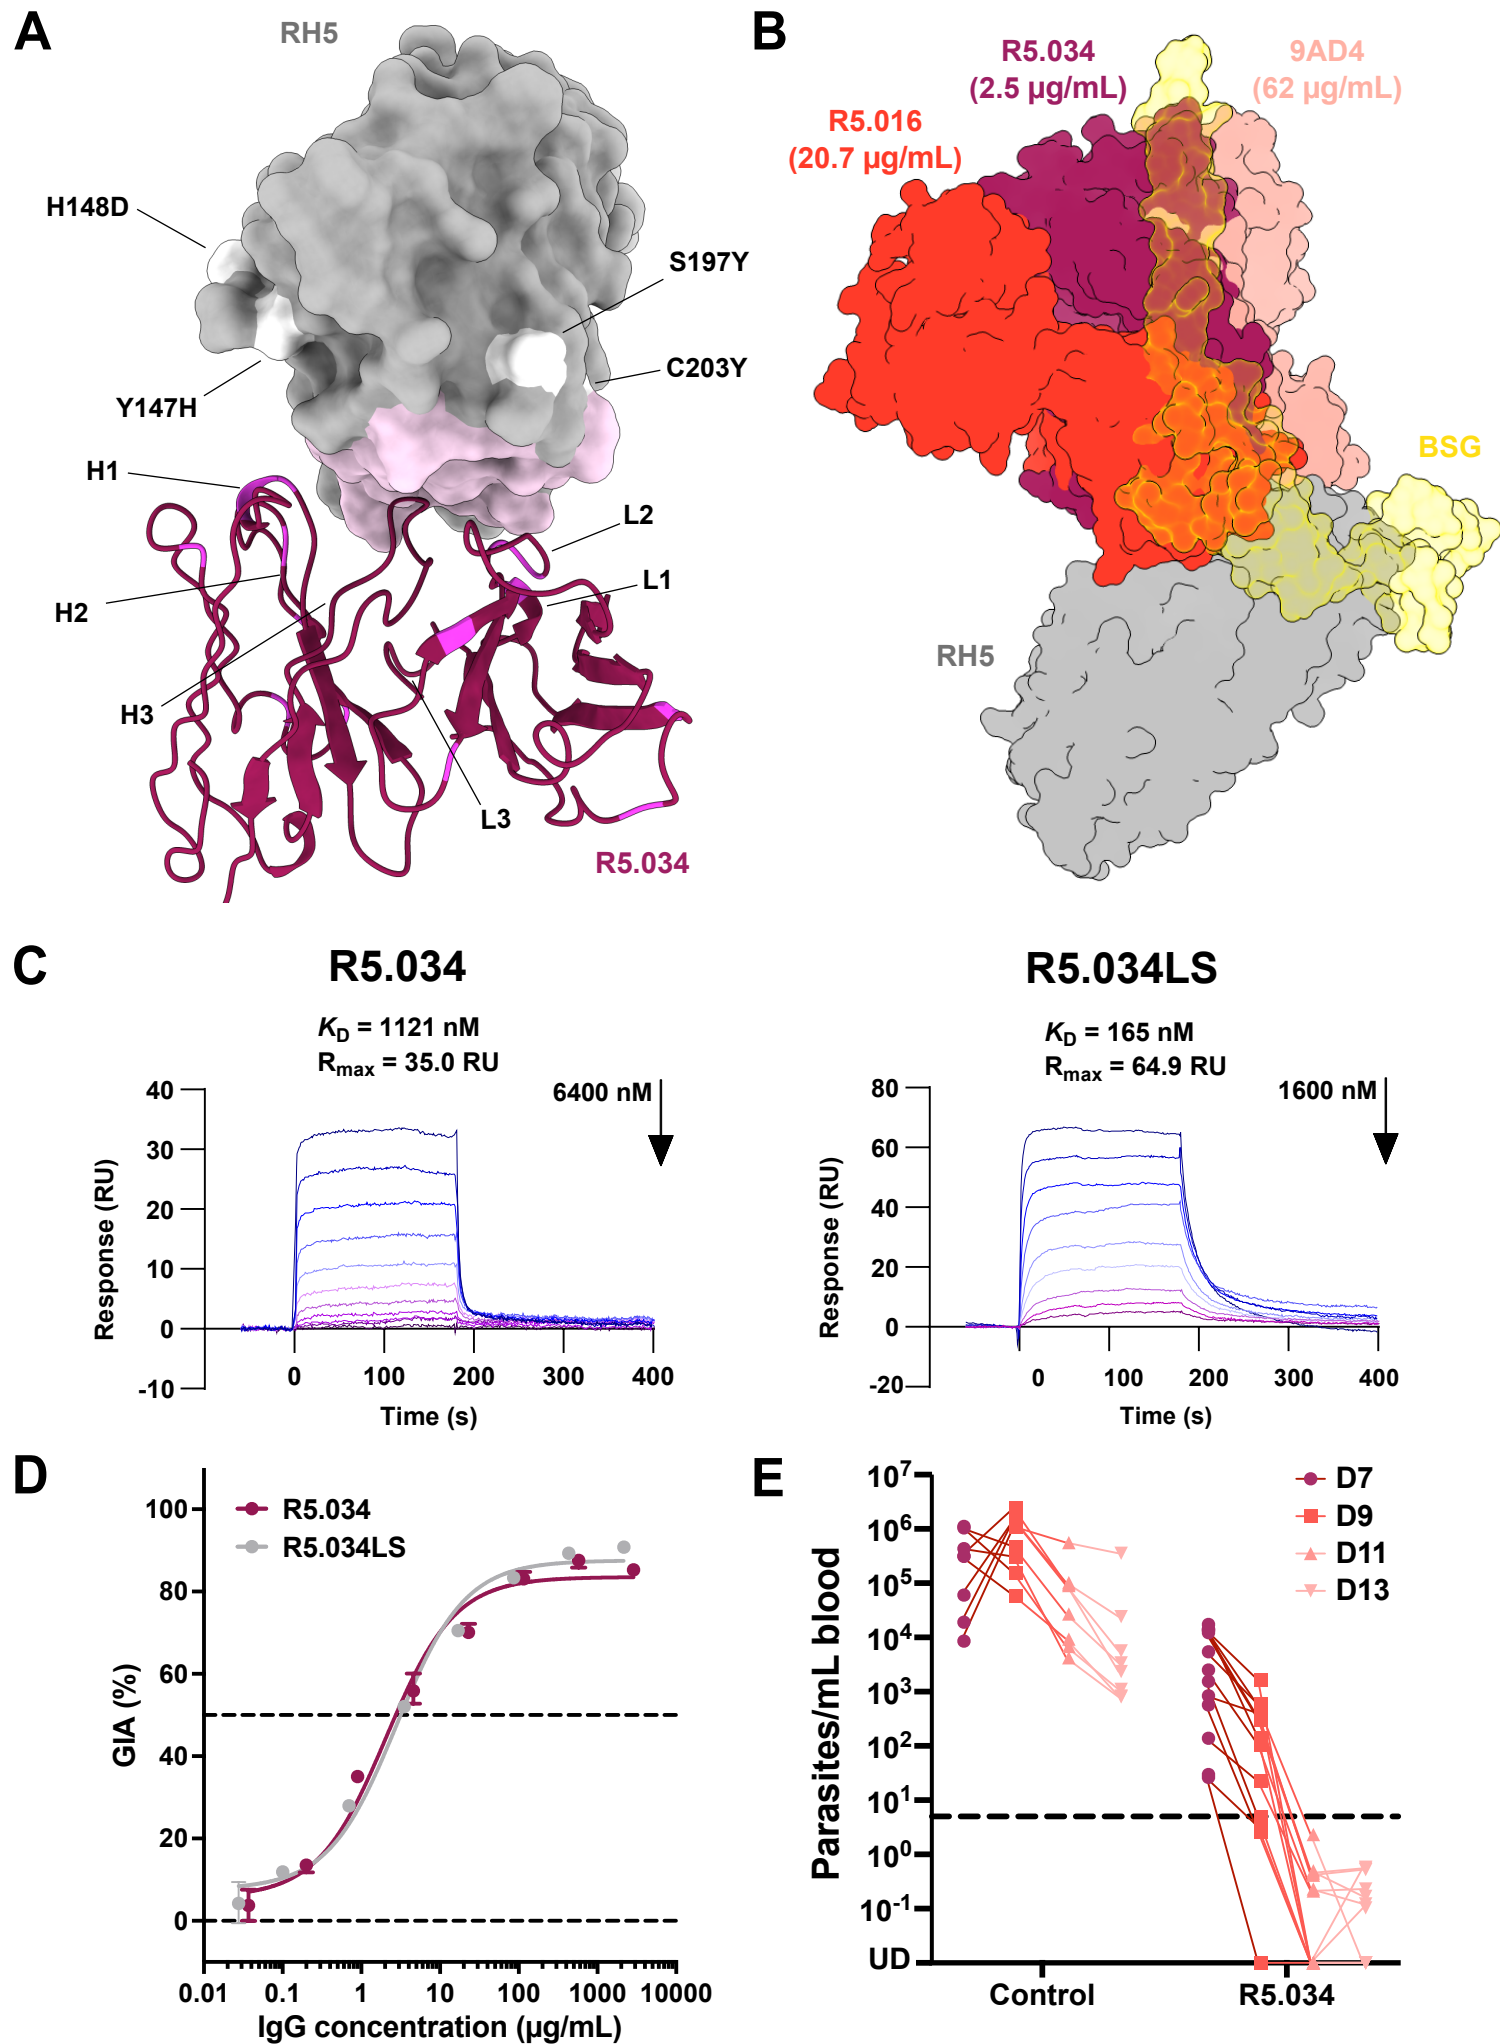 A
RH5
H148D
S197Y
C203Y
Y147H
H1
L2
L1
H2
H3
L3
R5.034
B
R5.034
(2.5 µg/mL)
9AD4
(62 µg/mL)
R5.016
(20.7 µg/mL)
BSG
RH5
C
R5.034
K_D = 1121 nM
R_max = 35.0 RU
6400 nM
40
30
20
10
0
-10
Response (RU)
0 100 200 300 400
Time (s)
R5.034LS
K_D = 165 nM
R_max = 64.9 RU
1600 nM
80
60
40
20
0
-20
Response (RU)
0 100 200 300 400
Time (s)
D
R5.034
R5.034LS
100
80
60
40
20
0
GIA (%)
0.01 0.1 1 10 100 1000 10000
IgG concentration (µg/mL)
E
D7
D9
D11
D13
10^7
10^6
10^5
10^4
10^3
10^2
10^1
10^0
10^-1
UD
Parasites/mL blood
Control R5.034